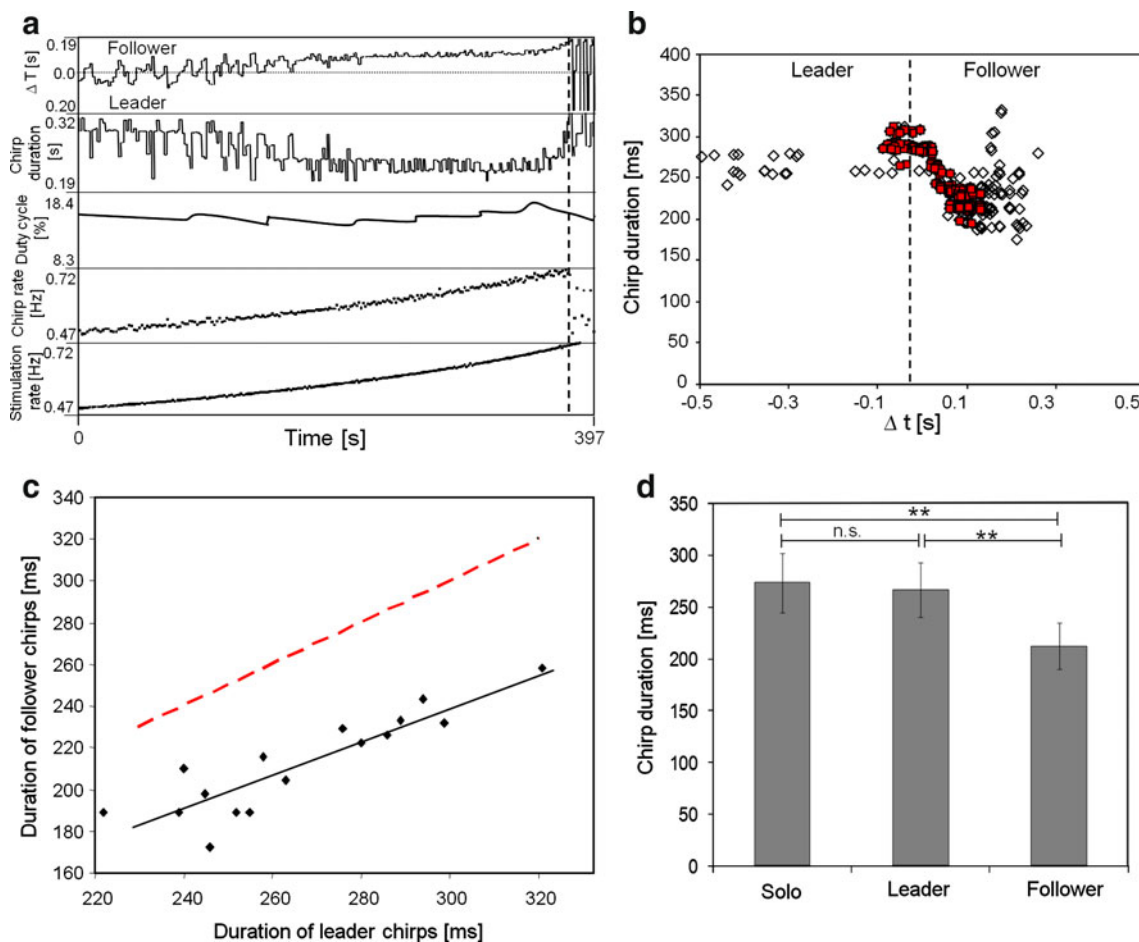 a
0.19
Follower
Δ T [s]
0.0
0.20
Leader
0.32
Chirp
duration
[s]
0.19
18.4
Duty cycle
[%]
8.3
0.72
Chirp rate
[Hz]
0.47
0.72
Stimulation
rate [Hz]
0.47
0
Time [s]
397
b
400
350
300
250
200
150
100
50
0
Leader
Follower
Chirp duration [ms]
-0.5
-0.3
-0.1
0.1
0.3
0.5
Δ t [s]
c
340
320
300
280
260
240
220
200
180
160
Duration of follower chirps [ms]
220
240
260
280
300
320
Duration of leader chirps [ms]
d
350
300
350
250
200
150
100
50
0
Chirp duration [ms]
**
n.s.
**
Solo
Leader
Follower